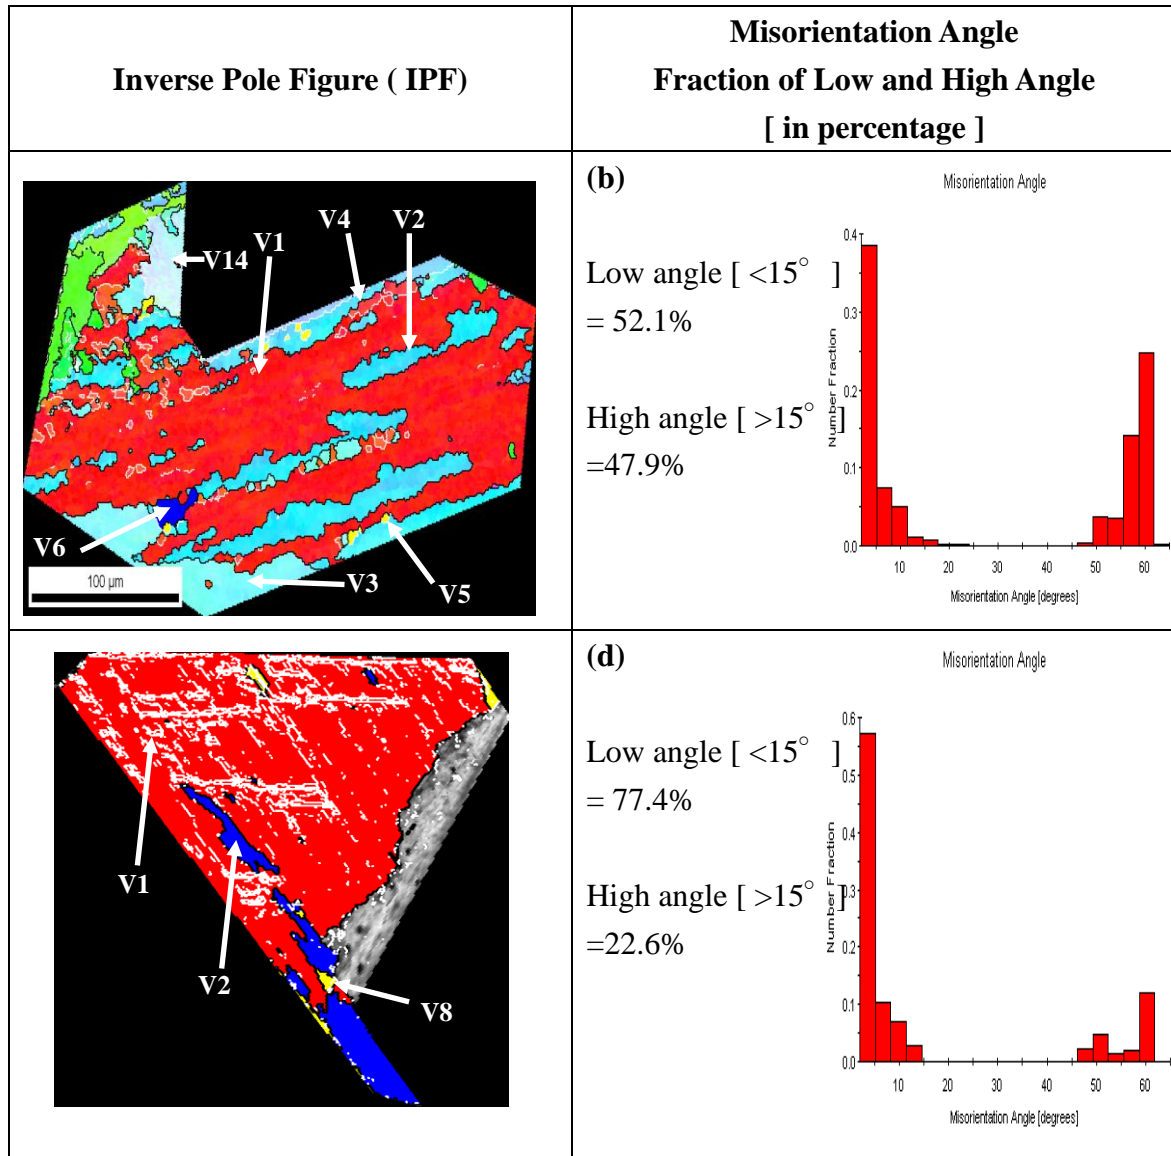 Inverse Pole Figure ( IPF)
Misorientation Angle
Fraction of Low and High Angle
[ in percentage ]
V14
V1
V4
V2
V6
V3
V5
100 µm
(b)
Low angle [ <15° ]
= 52.1%
High angle [ >15° ]
=47.9%
Misorientation Angle
Number Fraction
0.4
0.3
0.2
0.1
0.0
10 20 30 40 50 60
Misorientation Angle [degrees]
V1
V2
V8
(d)
Low angle [ <15° ]
= 77.4%
High angle [ >15° ]
=22.6%
Misorientation Angle
Number Fraction
0.6
0.5
0.4
0.3
0.2
0.1
0.0
10 20 30 40 50 60
Misorientation Angle [degrees]